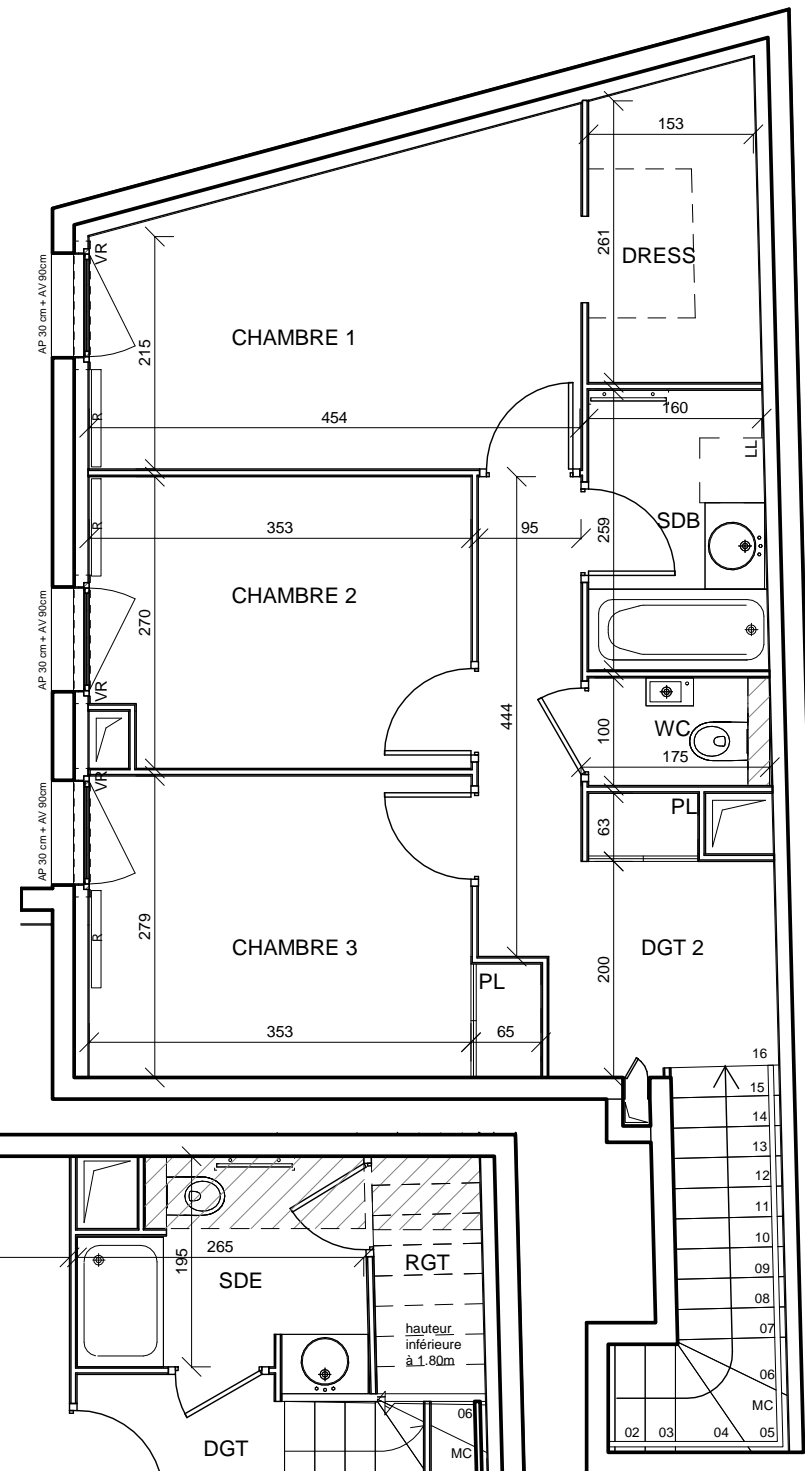 153
AP 30 cm + AV 90cm
VR
261
DRESS
CHAMBRE 1
215
R
454
160
LL
R
353
95
259
SDB
AP 30 cm + AV 90cm
CHAMBRE 2
270
VR
444
100
WC
175
VR
AP 30 cm + AV 90cm
63
PL
279
R
CHAMBRE 3
DGT 2
200
PL
353
65
16
15
14
13
12
11
10
09
08
07
06
MC
02
03
04
05
195
265
SDE
RGT
hauteur
inférieure
à 1.80m
DGT
06
MC